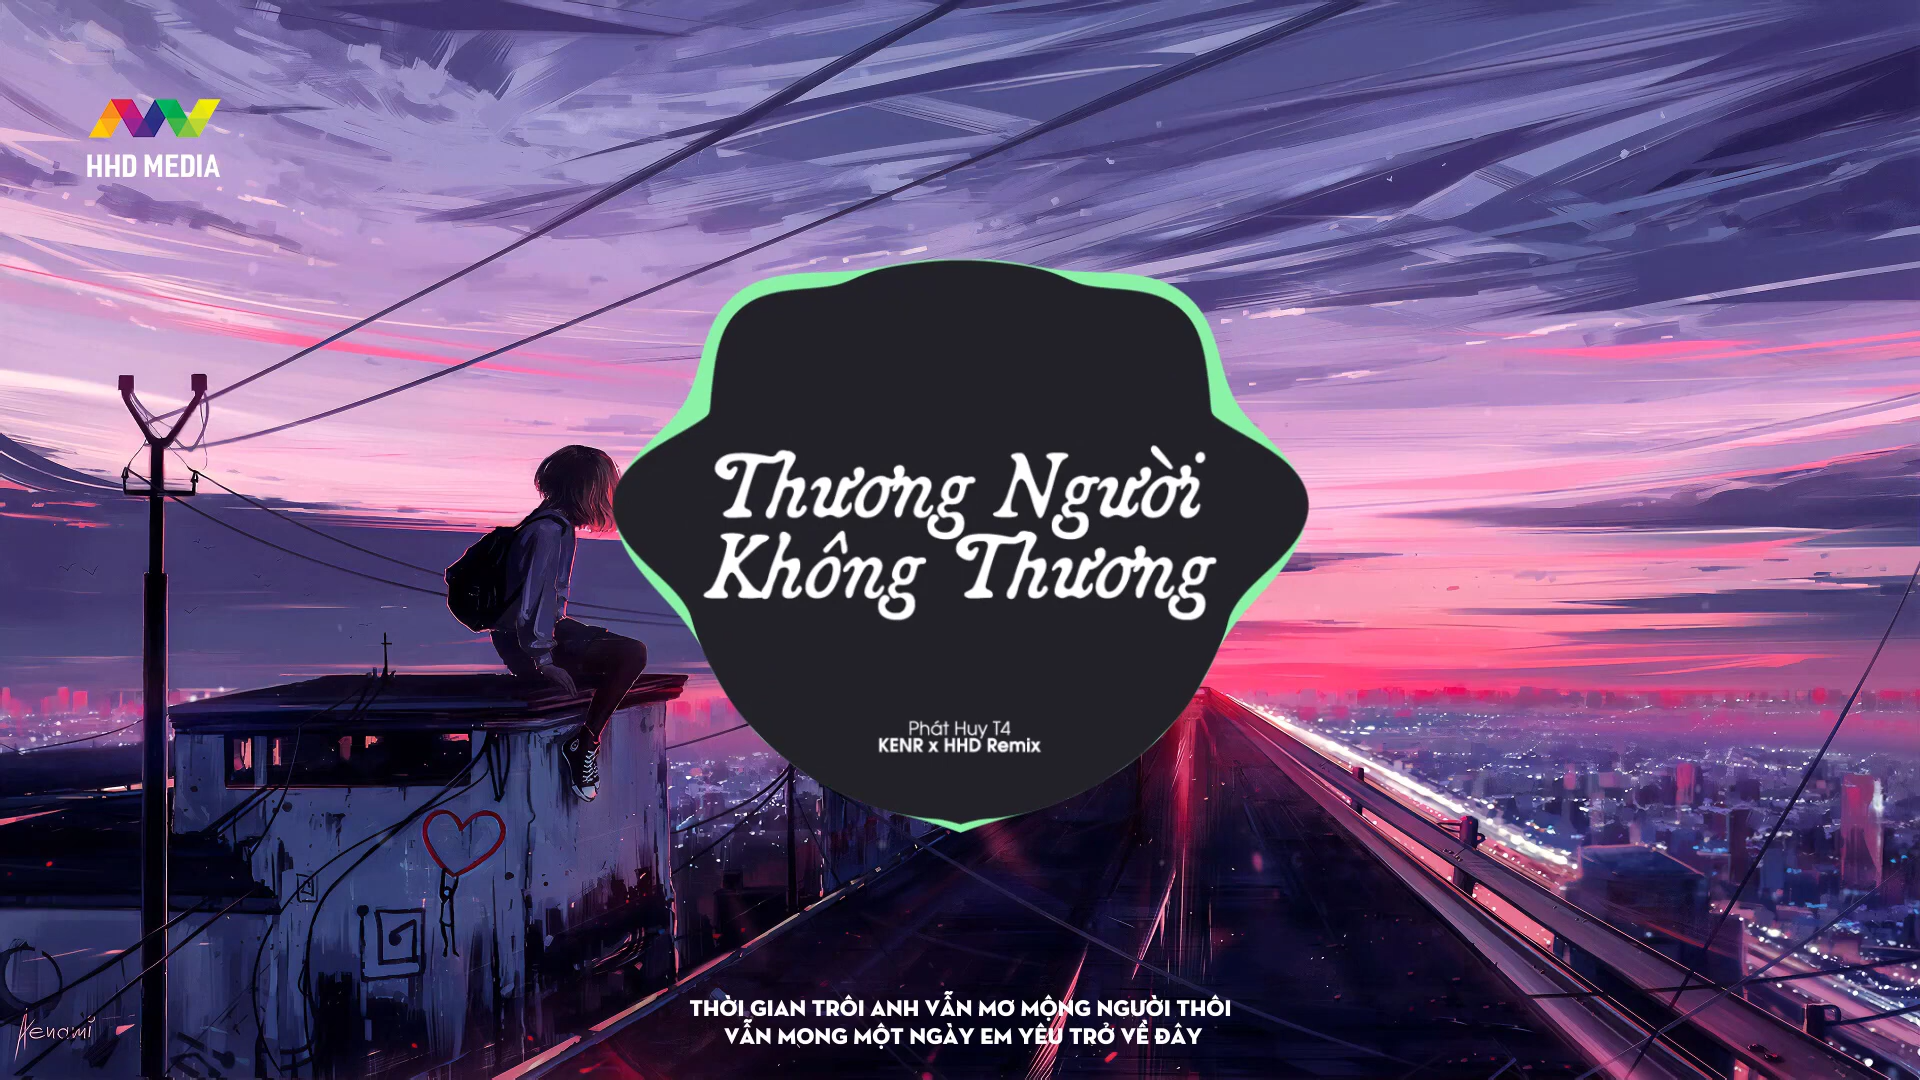 HHD MEDIA
Thương Người
Không Thương
Phát Huy T4
KENR x HHD Remix
THỜI GIAN TRÔI ANH VẪN MƠ MỘNG NGƯỜI THÔI
VẪN MONG MỘT NGÀY EM YÊU TRỞ VỀ ĐÂY
Aenami